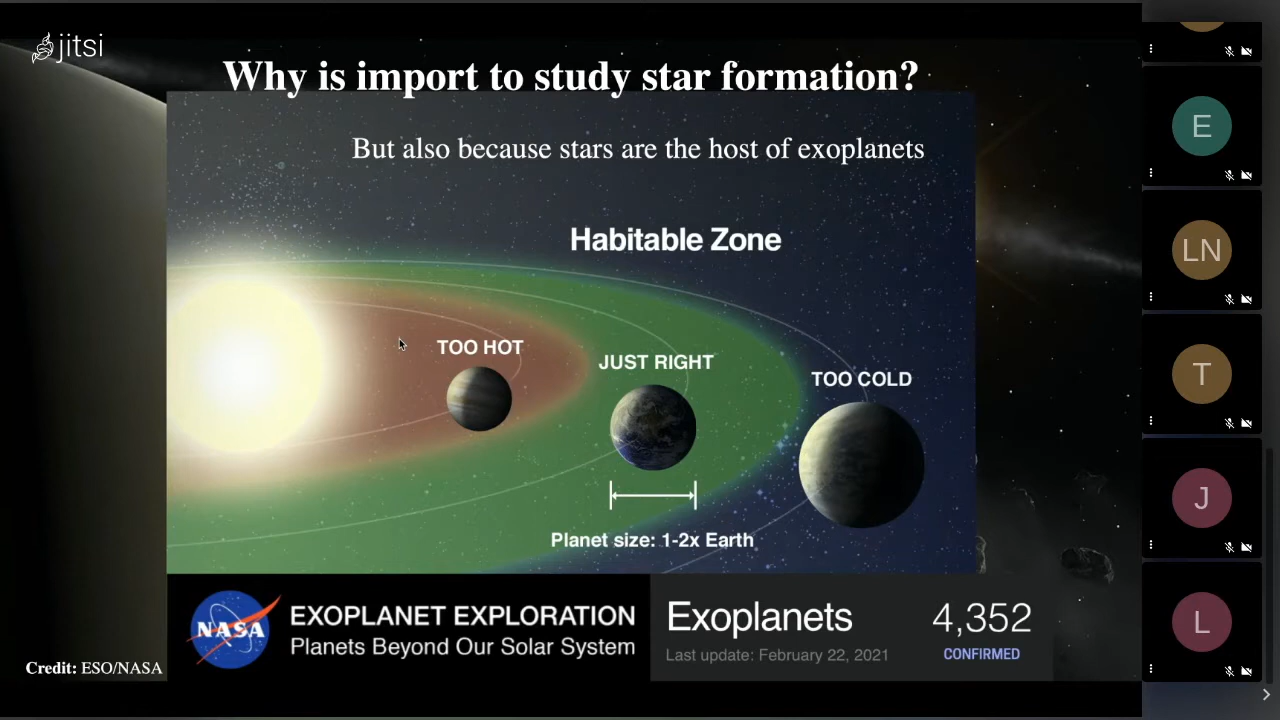 jitsi
Why is import to study star formation?
But also because stars are the host of exoplanets
Habitable Zone
TOO HOT
JUST RIGHT
TOO COLD
Planet size: 1-2x Earth
NASA
EXOPLANET EXPLORATION
Planets Beyond Our Solar System
Exoplanets
4,352
Last update: February 22, 2021
CONFIRMED
Credit: ESO/NASA
E
LN
T
J
L